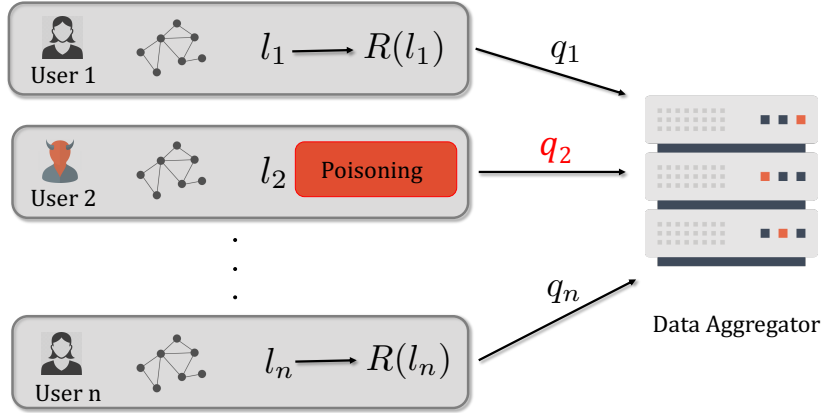 l₁ → R(l₁)
q₁
User 1
l₂ Poisoning
q₂
User 2
.
.
.
qₙ
lₙ → R(lₙ)
Data Aggregator
User n